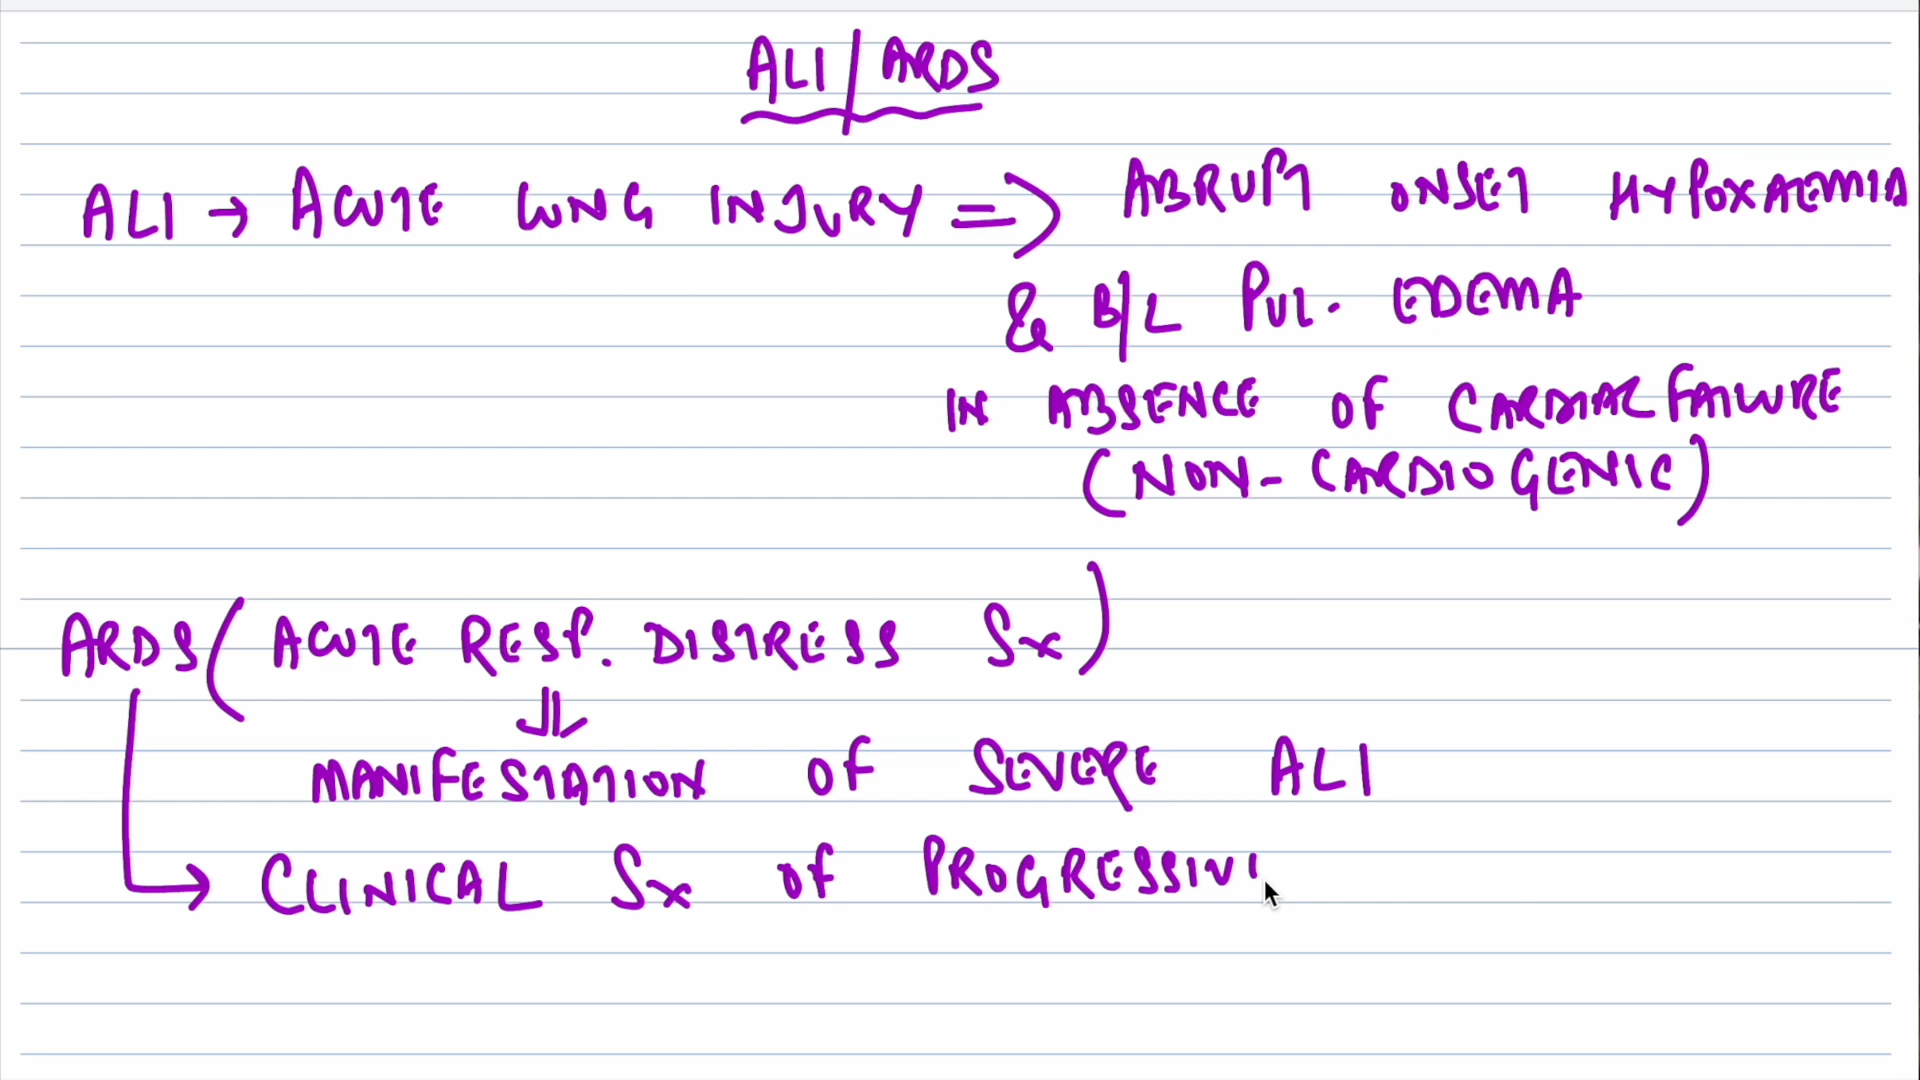 ALI/ARDS
ALI → ACUTE LUNG INJURY => ABRUPT ONSET HYPOXAEMIA
& B/L PUL. EDEMA
IN ABSENCE OF CARDIAC FAILURE
(NON-CARDIOGENIC)
ARDS (ACUTE RESP. DISTRESS Sx)
⇓
MANIFESTATION OF SEVERE ALI
→ CLINICAL Sx OF PROGRESSIVI